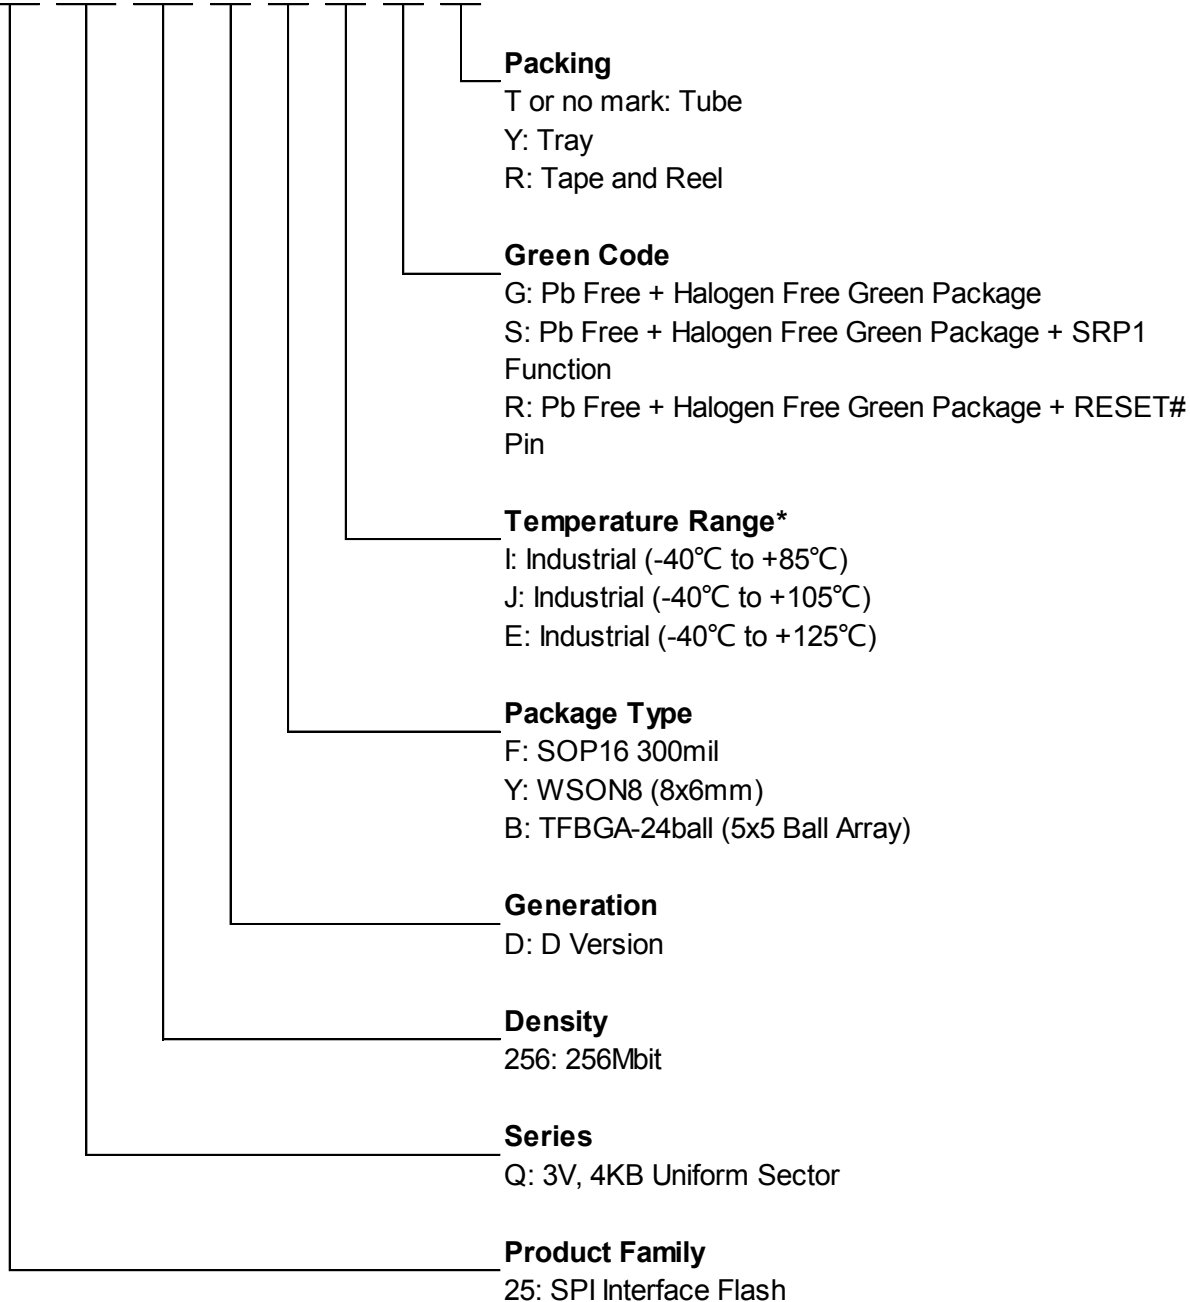 Packing
T or no mark: Tube
Y: Tray
R: Tape and Reel
Green Code
G: Pb Free + Halogen Free Green Package
S: Pb Free + Halogen Free Green Package + SRP1
Function
R: Pb Free + Halogen Free Green Package + RESET#
Pin
Temperature Range*
I: Industrial (-40℃ to +85℃)
J: Industrial (-40℃ to +105℃)
E: Industrial (-40℃ to +125℃)
Package Type
F: SOP16 300mil
Y: WSON8 (8x6mm)
B: TFBGA-24ball (5x5 Ball Array)
Generation
D: D Version
Density
256: 256Mbit
Series
Q: 3V, 4KB Uniform Sector
Product Family
25: SPI Interface Flash